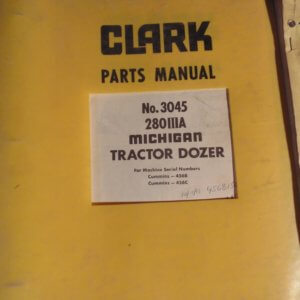 CLARK
PARTS MANUAL
No. 3045
280IIIA
MICHIGAN
TRACTOR DOZER
For Machine Serial Numbers
Cummins – 456B
Cummins – 456C